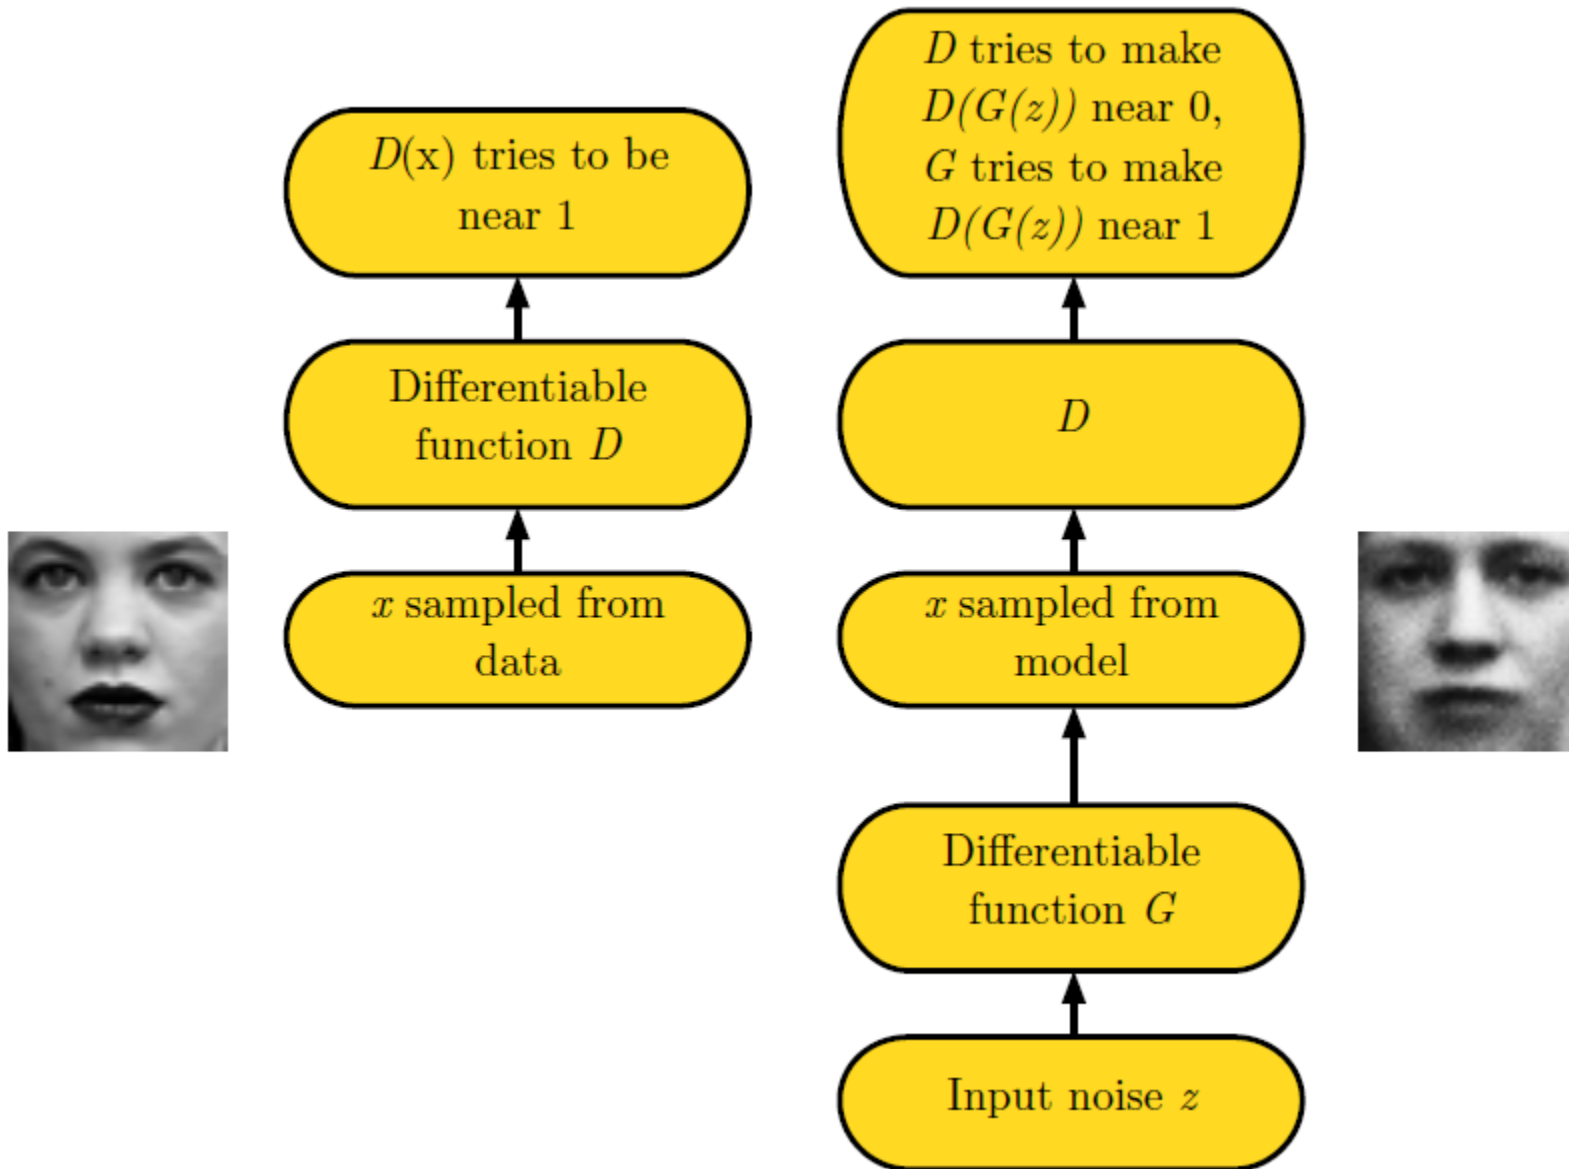 D(x) tries to be
near 1
Differentiable
function D
x sampled from
data
D tries to make
D(G(z)) near 0,
G tries to make
D(G(z)) near 1
D
x sampled from
model
Differentiable
function G
Input noise z